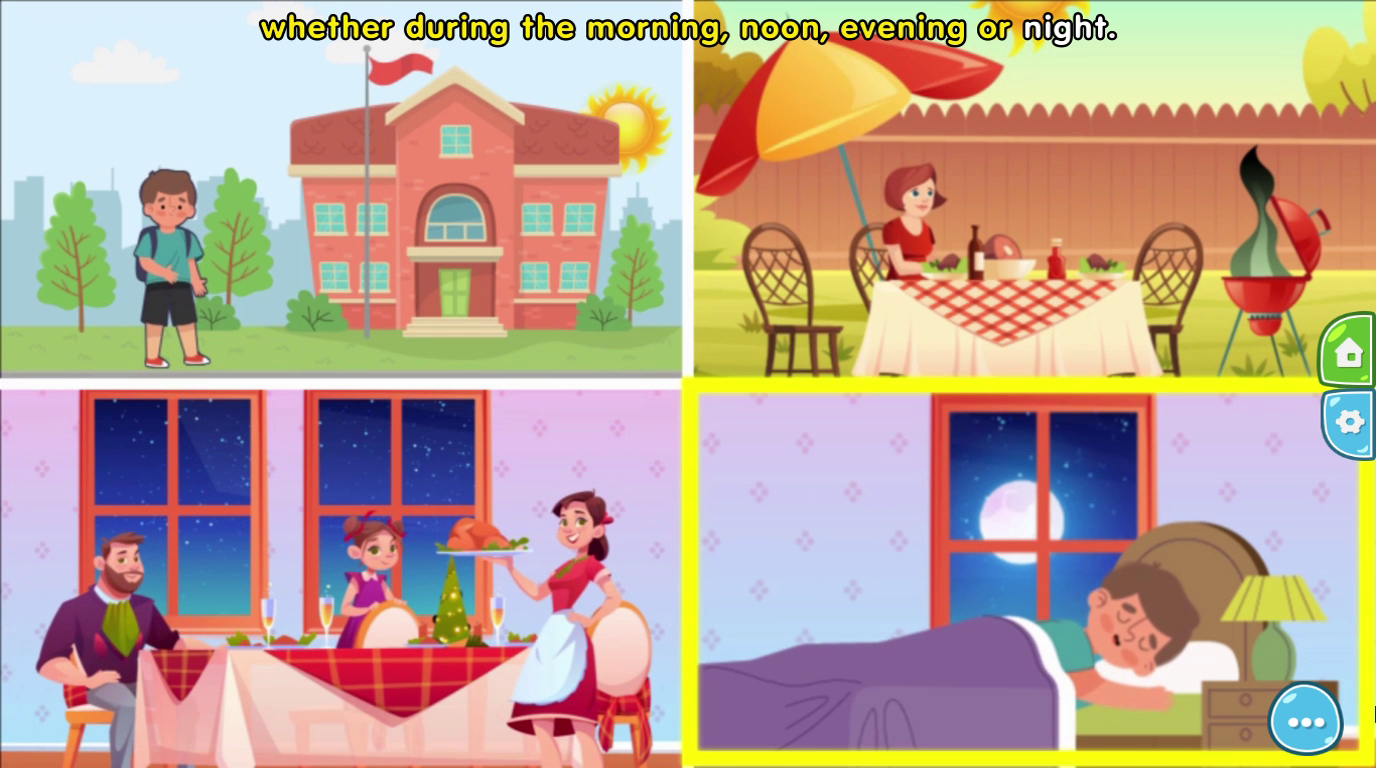 whether during the morning, noon, evening or night.